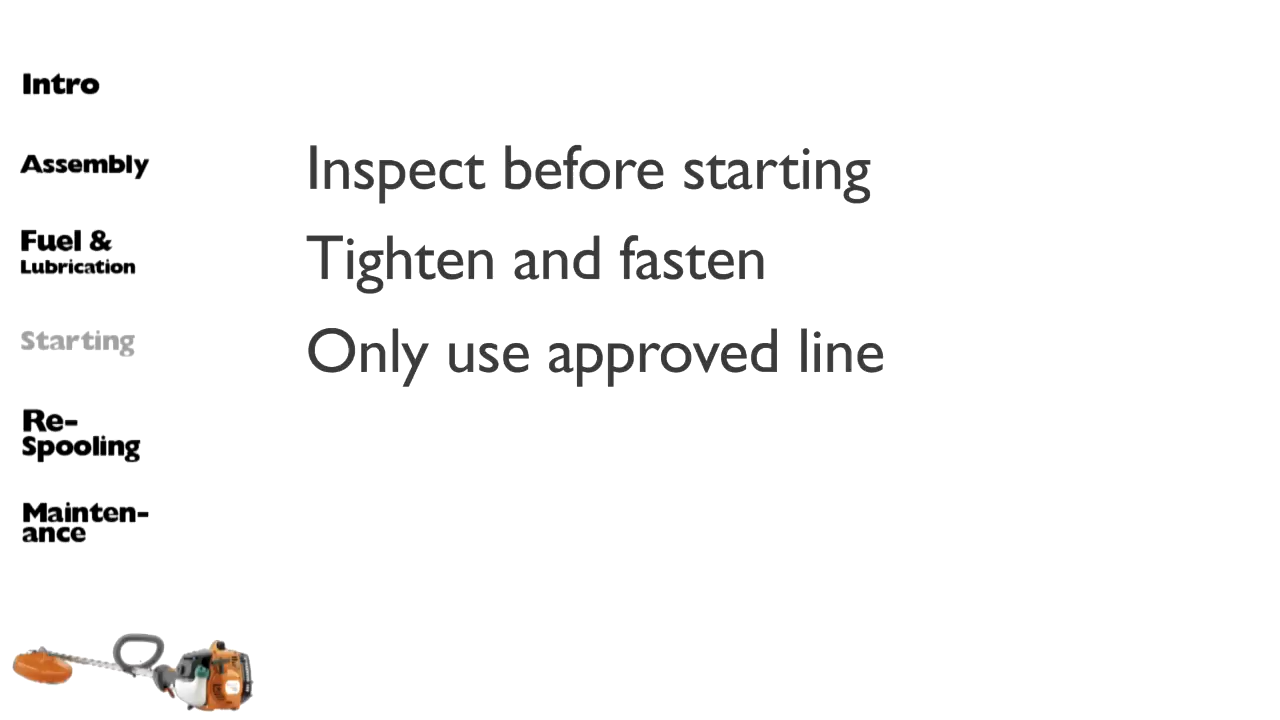 Intro
Assembly
Fuel &
Lubrication
Starting
Re-
Spooling
Mainten-
ance
Inspect before starting
Tighten and fasten
Only use approved line